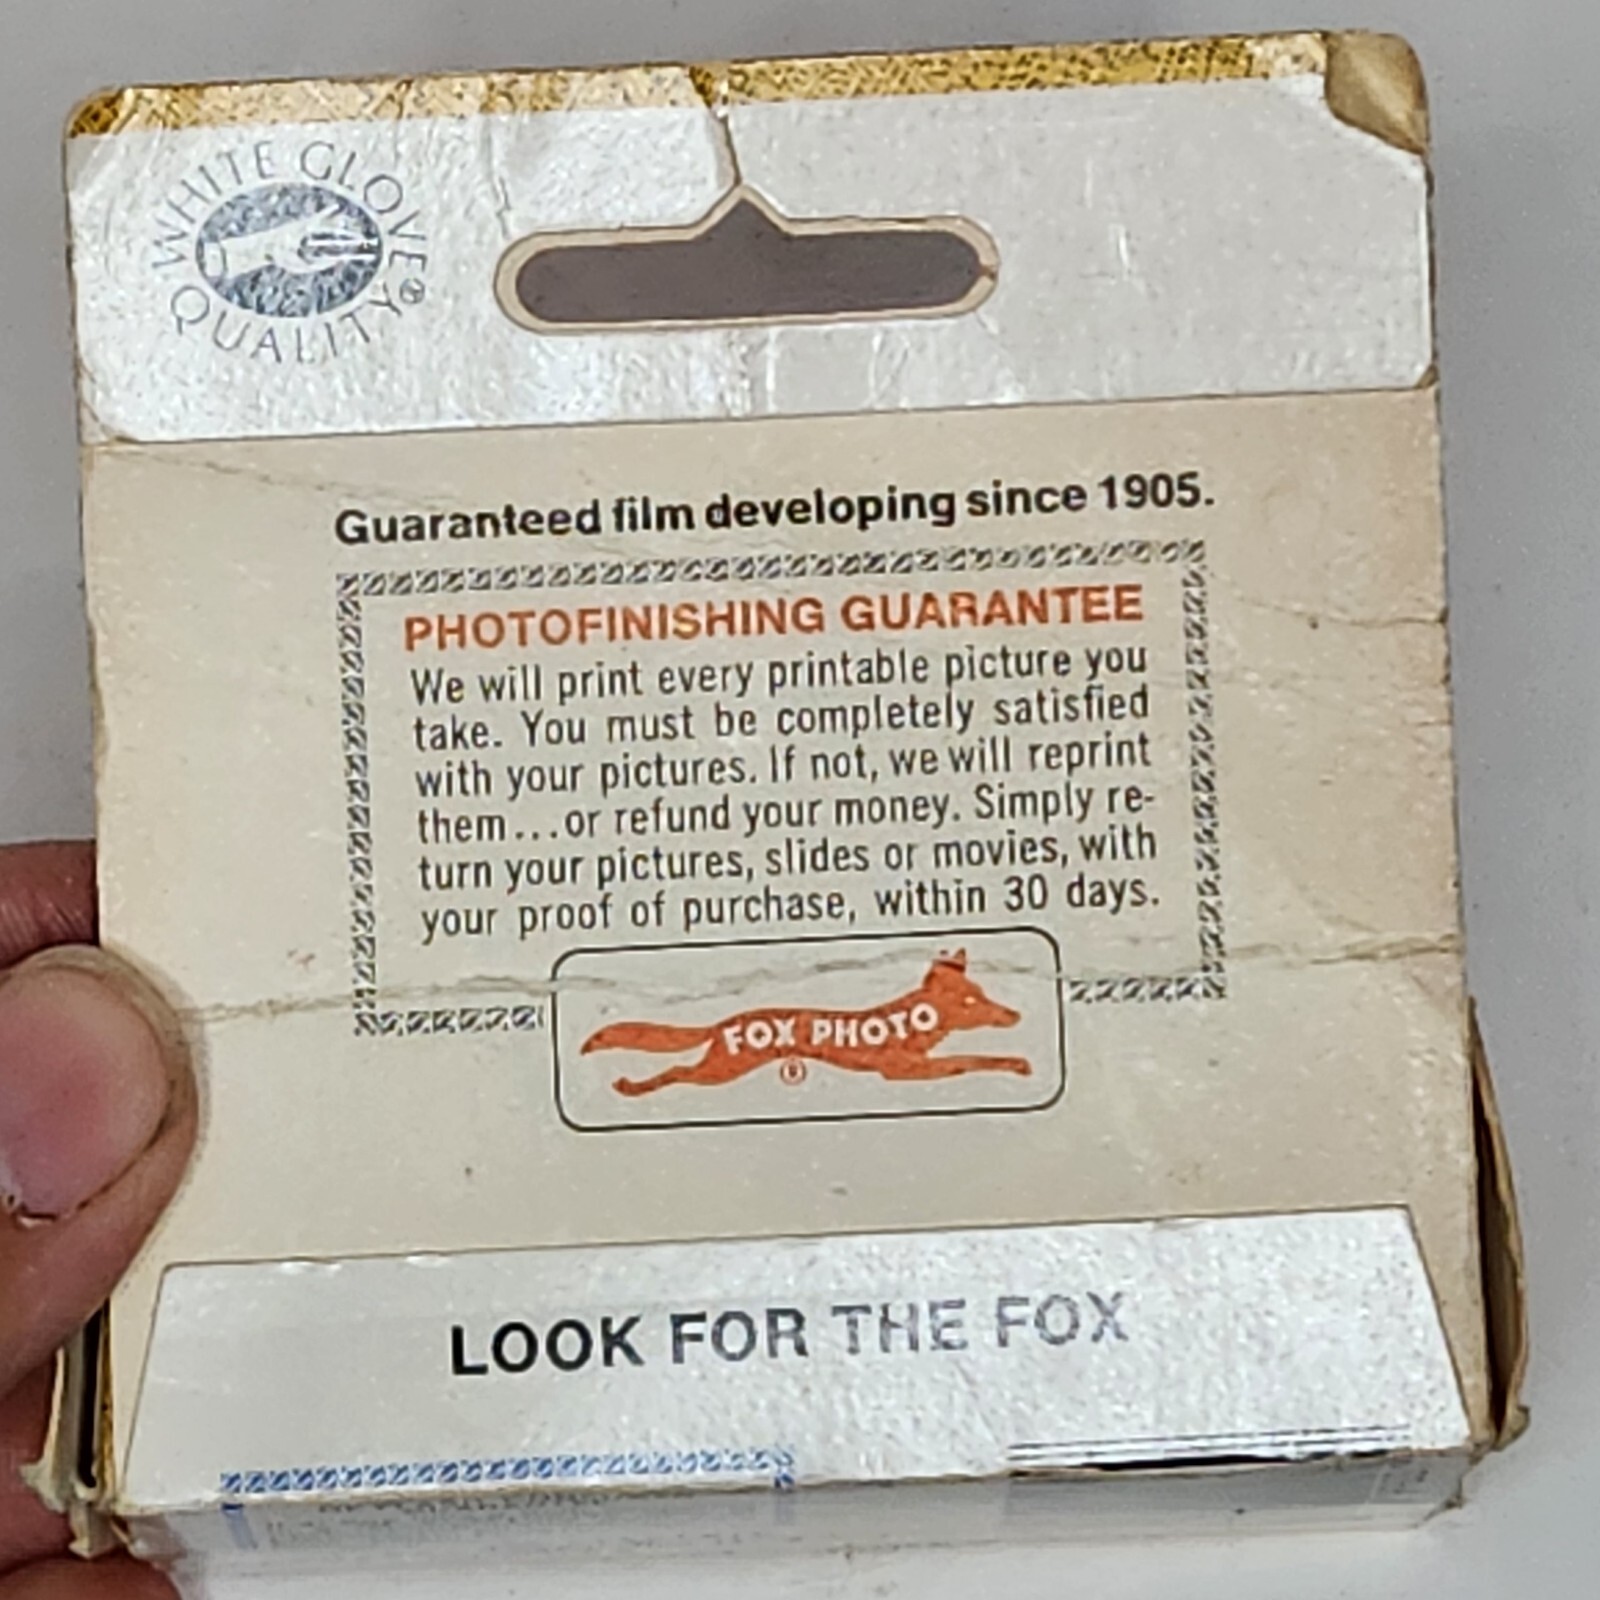 WHITE GLOVE
QUALITY®
Guaranteed film developing since 1905.
PHOTOFINISHING GUARANTEE
We will print every printable picture you
take. You must be completely satisfied
with your pictures. If not, we will reprint
them...or refund your money. Simply re-
turn your pictures, slides or movies, with
your proof of purchase, within 30 days.
FOX PHOTO
®
LOOK FOR THE FOX